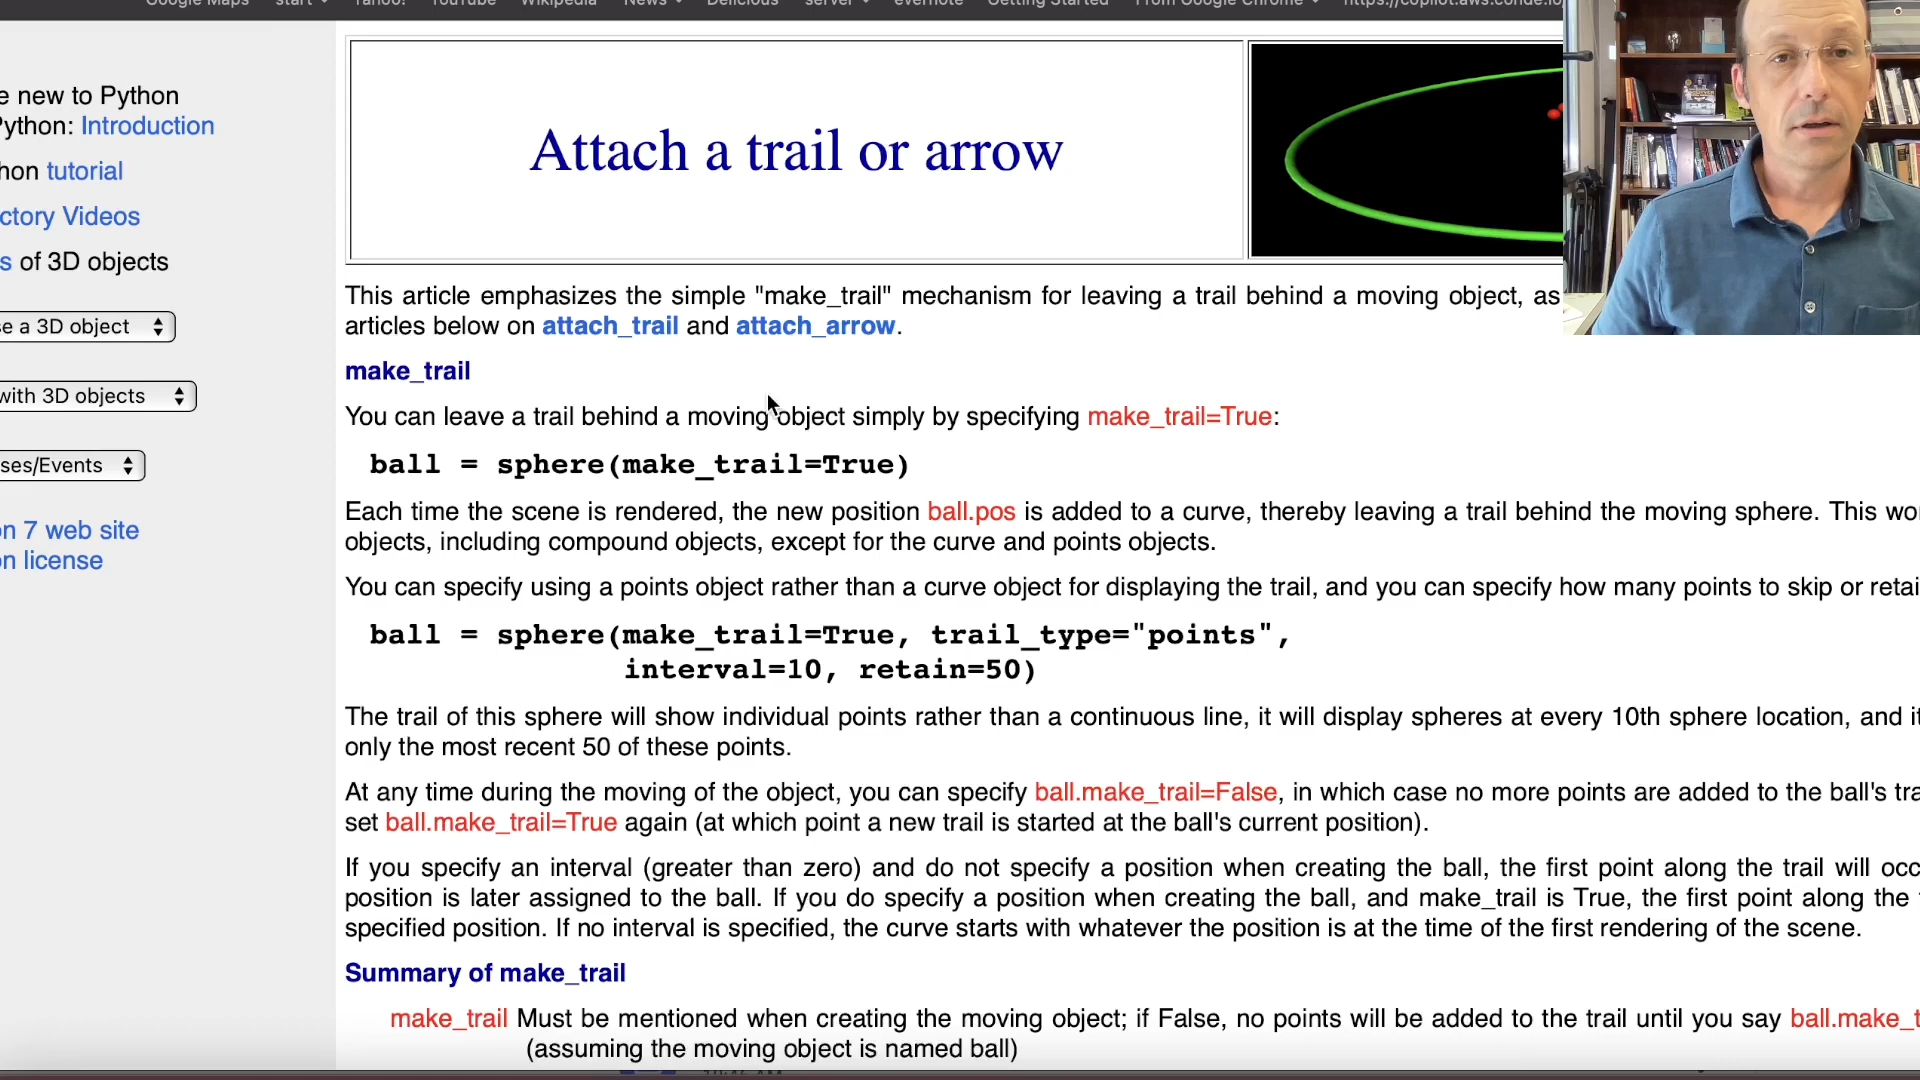 Google Maps start Yahoo! YouTube Wikipedia News Delicious server evernote Getting Started From Google Chrome https://copilot.aws.conde.io
e new to Python
Python: Introduction
hon tutorial
ctory Videos
s of 3D objects
se a 3D object
with 3D objects
ses/Events
on 7 web site
on license
Attach a trail or arrow
This article emphasizes the simple "make_trail" mechanism for leaving a trail behind a moving object, as
articles below on attach_trail and attach_arrow.
make_trail
You can leave a trail behind a moving object simply by specifying make_trail=True:
ball = sphere(make_trail=True)
Each time the scene is rendered, the new position ball.pos is added to a curve, thereby leaving a trail behind the moving sphere. This wo
objects, including compound objects, except for the curve and points objects.
You can specify using a points object rather than a curve object for displaying the trail, and you can specify how many points to skip or retai
ball = sphere(make_trail=True, trail_type="points",
interval=10, retain=50)
The trail of this sphere will show individual points rather than a continuous line, it will display spheres at every 10th sphere location, and it
only the most recent 50 of these points.
At any time during the moving of the object, you can specify ball.make_trail=False, in which case no more points are added to the ball's tra
set ball.make_trail=True again (at which point a new trail is started at the ball's current position).
If you specify an interval (greater than zero) and do not specify a position when creating the ball, the first point along the trail will occ
position is later assigned to the ball. If you do specify a position when creating the ball, and make_trail is True, the first point along the
specified position. If no interval is specified, the curve starts with whatever the position is at the time of the first rendering of the scene.
Summary of make_trail
make_trail Must be mentioned when creating the moving object; if False, no points will be added to the trail until you say ball.make_t
(assuming the moving object is named ball)